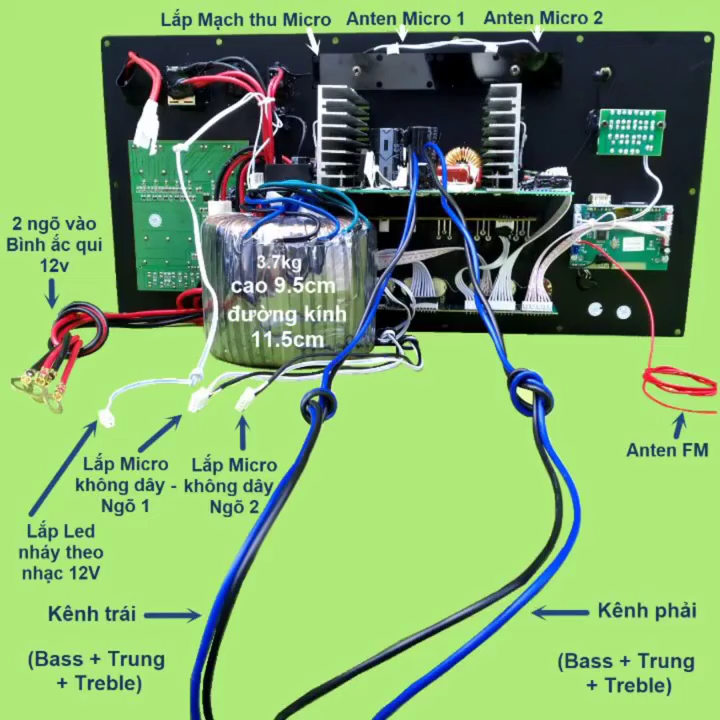 Lắp Mạch thu Micro
Anten Micro 1
Anten Micro 2
2 ngõ vào
Bình ắc qui
12v
3.7kg
cao 9.5cm
đường kính
11.5cm
Anten FM
Lắp Micro
không dây -
Ngõ 1
Lắp Micro
không dây
Ngõ 2
Lắp Led
nháy theo
nhạc 12V
Kênh trái
(Bass + Trung
+ Treble)
Kênh phải
(Bass + Trung
+ Treble)